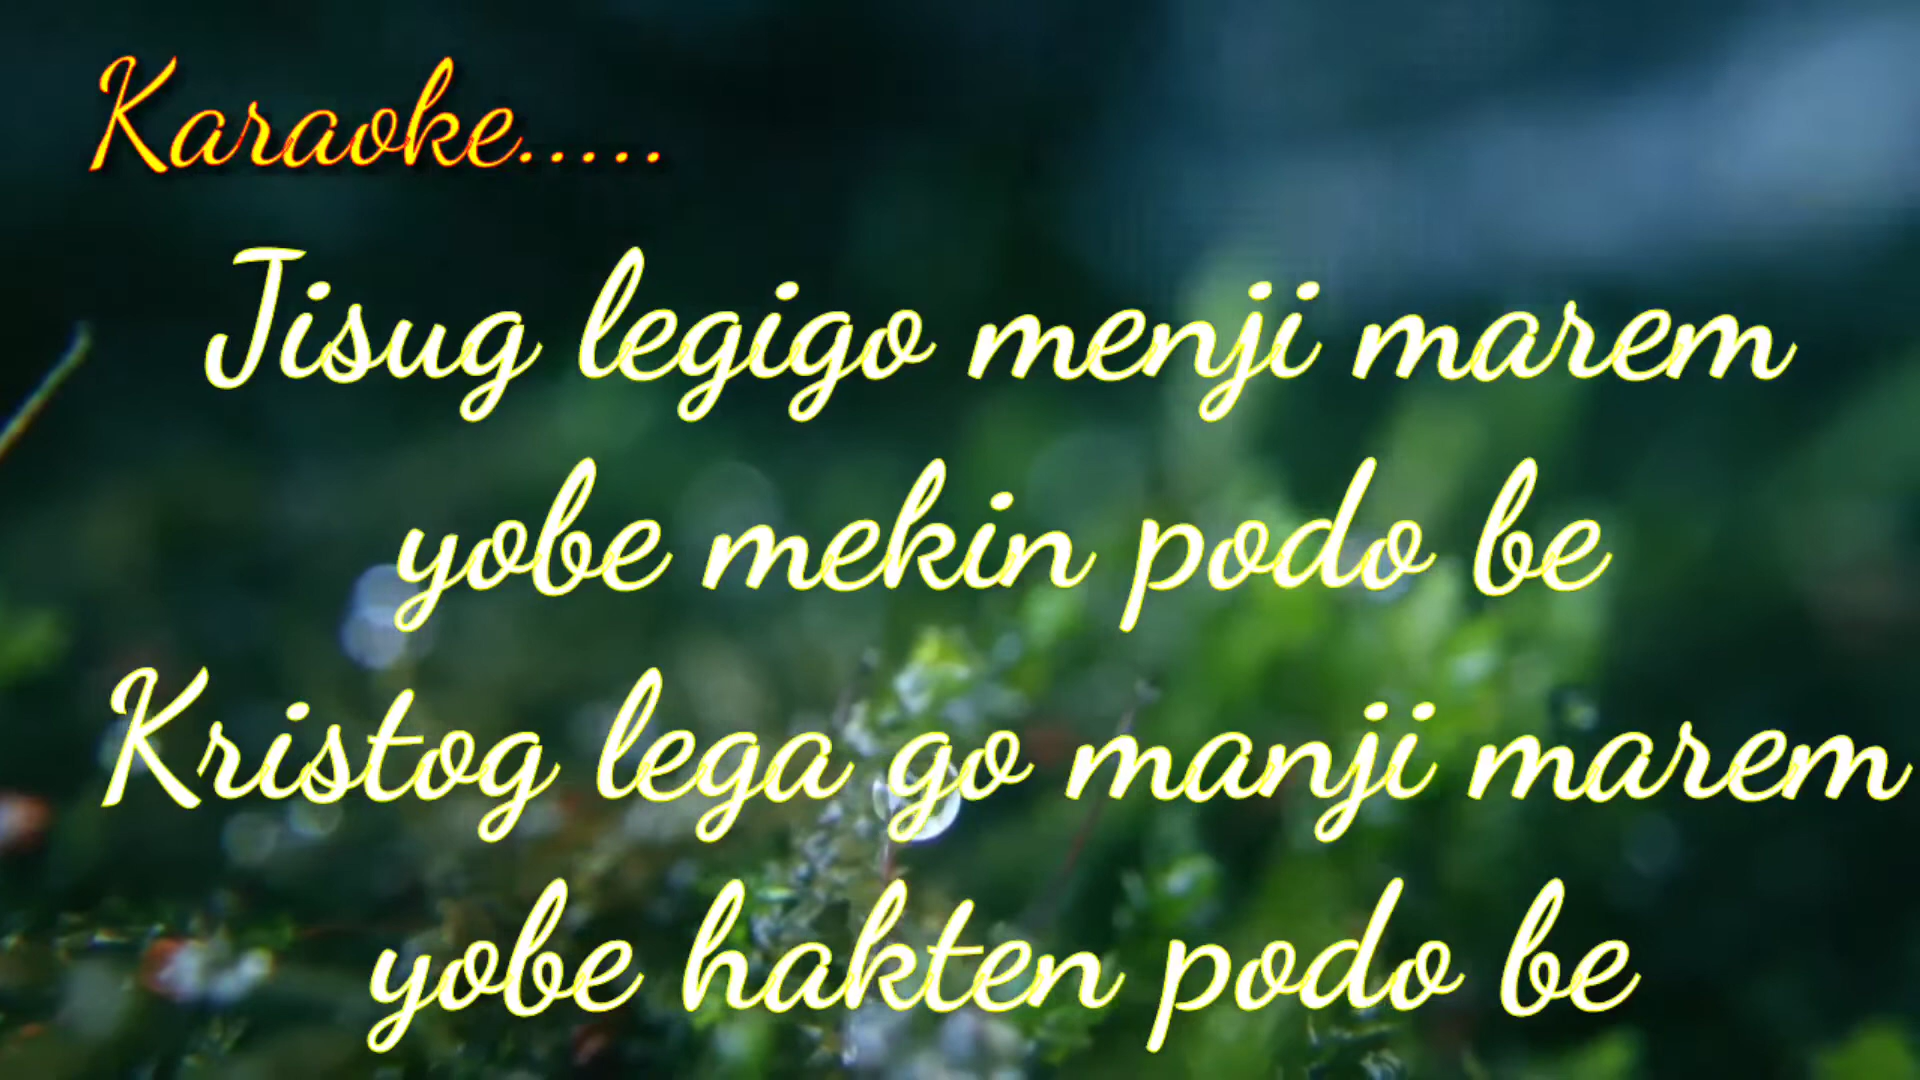 Karaoke.....
Jisug legigo menji marem
yobe mekin podo be
Kristog lega go manji marem
yobe hakten podo be